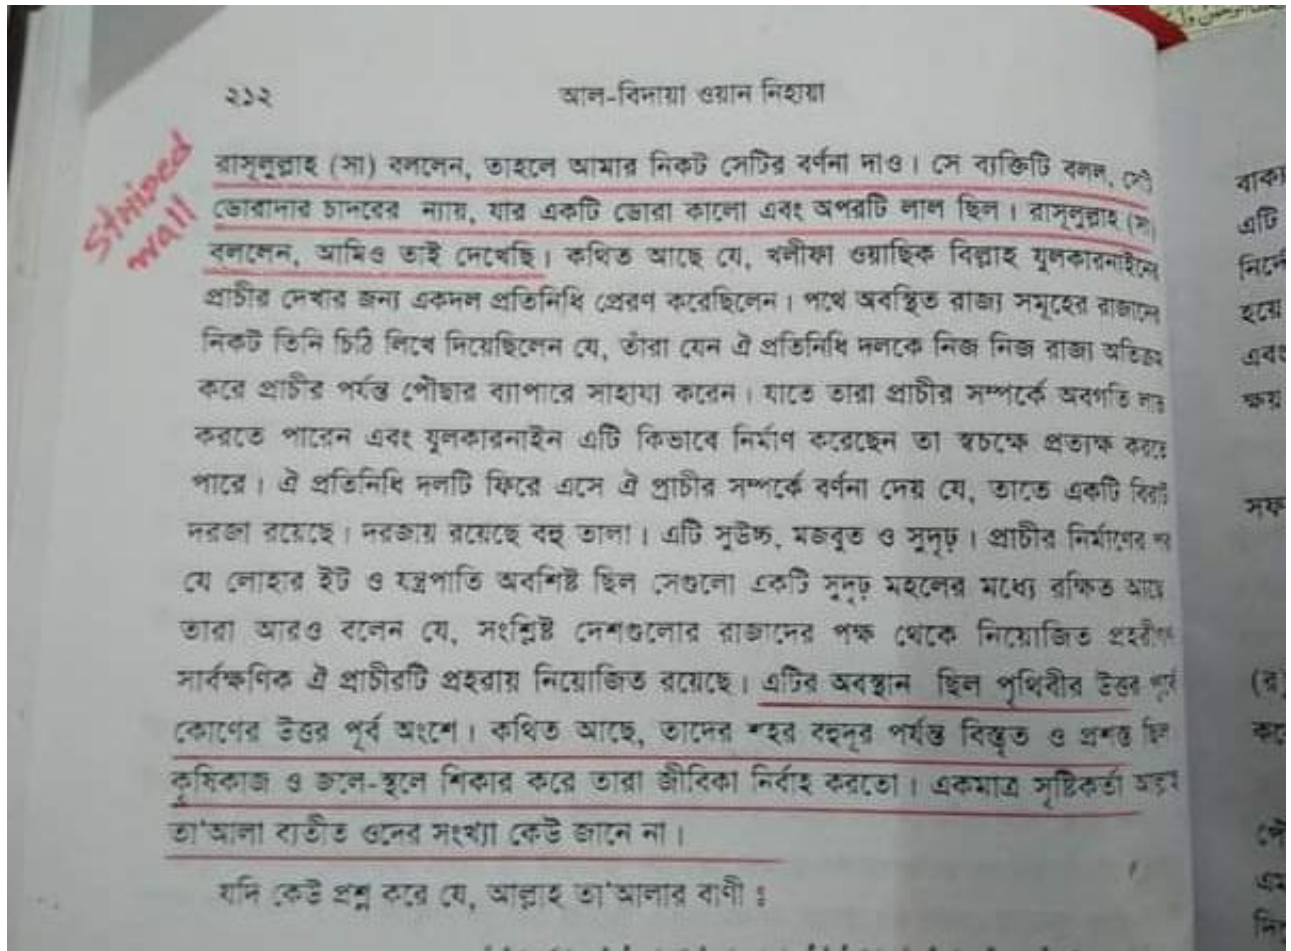 ২১২
আল-বিদায়া ওয়ান নিহায়া
Striped
wall
রাসূলুল্লাহ (সা) বললেন, তাহলে আমার নিকট সেটির বর্ণনা দাও। সে ব্যক্তিটি বলল,
ডোরাদার চাদরের ন্যায়, যার একটি ডোরা কালো এবং অপরটি লাল ছিল। রাসূলুল্লাহ (সা)
বললেন, আমিও তাই দেখেছি। কথিত আছে যে, খলীফা ওয়াছিক বিল্লাহ যুলকারনাইনের
প্রাচীর দেখার জন্য একদল প্রতিনিধি প্রেরণ করেছিলেন। পথে অবস্থিত রাজ্য সমূহের রাজাদের
নিকট তিনি চিঠি লিখে দিয়েছিলেন যে, তাঁরা যেন ঐ প্রতিনিধি দলকে নিজ নিজ রাজ্য অতিক্রম
করে প্রাচীর পর্যন্ত পৌছার ব্যাপারে সাহায্য করেন। যাতে তারা প্রাচীর সম্পর্কে অবগতি লাভ
করতে পারেন এবং যুলকারনাইন এটি কিভাবে নির্মাণ করেছেন তা স্বচক্ষে প্রত্যক্ষ করতে
পারে। ঐ প্রতিনিধি দলটি ফিরে এসে ঐ প্রাচীর সম্পর্কে বর্ণনা দেয় যে, তাতে একটি বিরাট
দরজা রয়েছে। দরজায় রয়েছে বহু তালা। এটি সুউচ্চ, মজবুত ও সুদৃঢ়। প্রাচীর নির্মাণের পর
যে লোহার ইট ও যন্ত্রপাতি অবশিষ্ট ছিল সেগুলো একটি সুদৃঢ় মহলের মধ্যে রক্ষিত আছে
তারা আরও বলেন যে, সংশ্লিষ্ট দেশগুলোর রাজাদের পক্ষ থেকে নিয়োজিত প্রহরীগণ
সার্বক্ষণিক ঐ প্রাচীরটি প্রহরায় নিয়োজিত রয়েছে। এটির অবস্থান ছিল পৃথিবীর উত্তর পূর্ব
কোণের উত্তর পূর্ব অংশে। কথিত আছে, তাদের শহর বহুদূর পর্যন্ত বিস্তৃত ও প্রশস্ত ছিল
কৃষিকাজ ও জলে-স্থলে শিকার করে তারা জীবিকা নির্বাহ করতো। একমাত্র সৃষ্টিকর্তা আল্লাহ
তা'আলা ব্যতীত ওদের সংখ্যা কেউ জানে না।
যদি কেউ প্রশ্ন করে যে, আল্লাহ তা'আলার বাণী ঃ
এটি
হয়ে